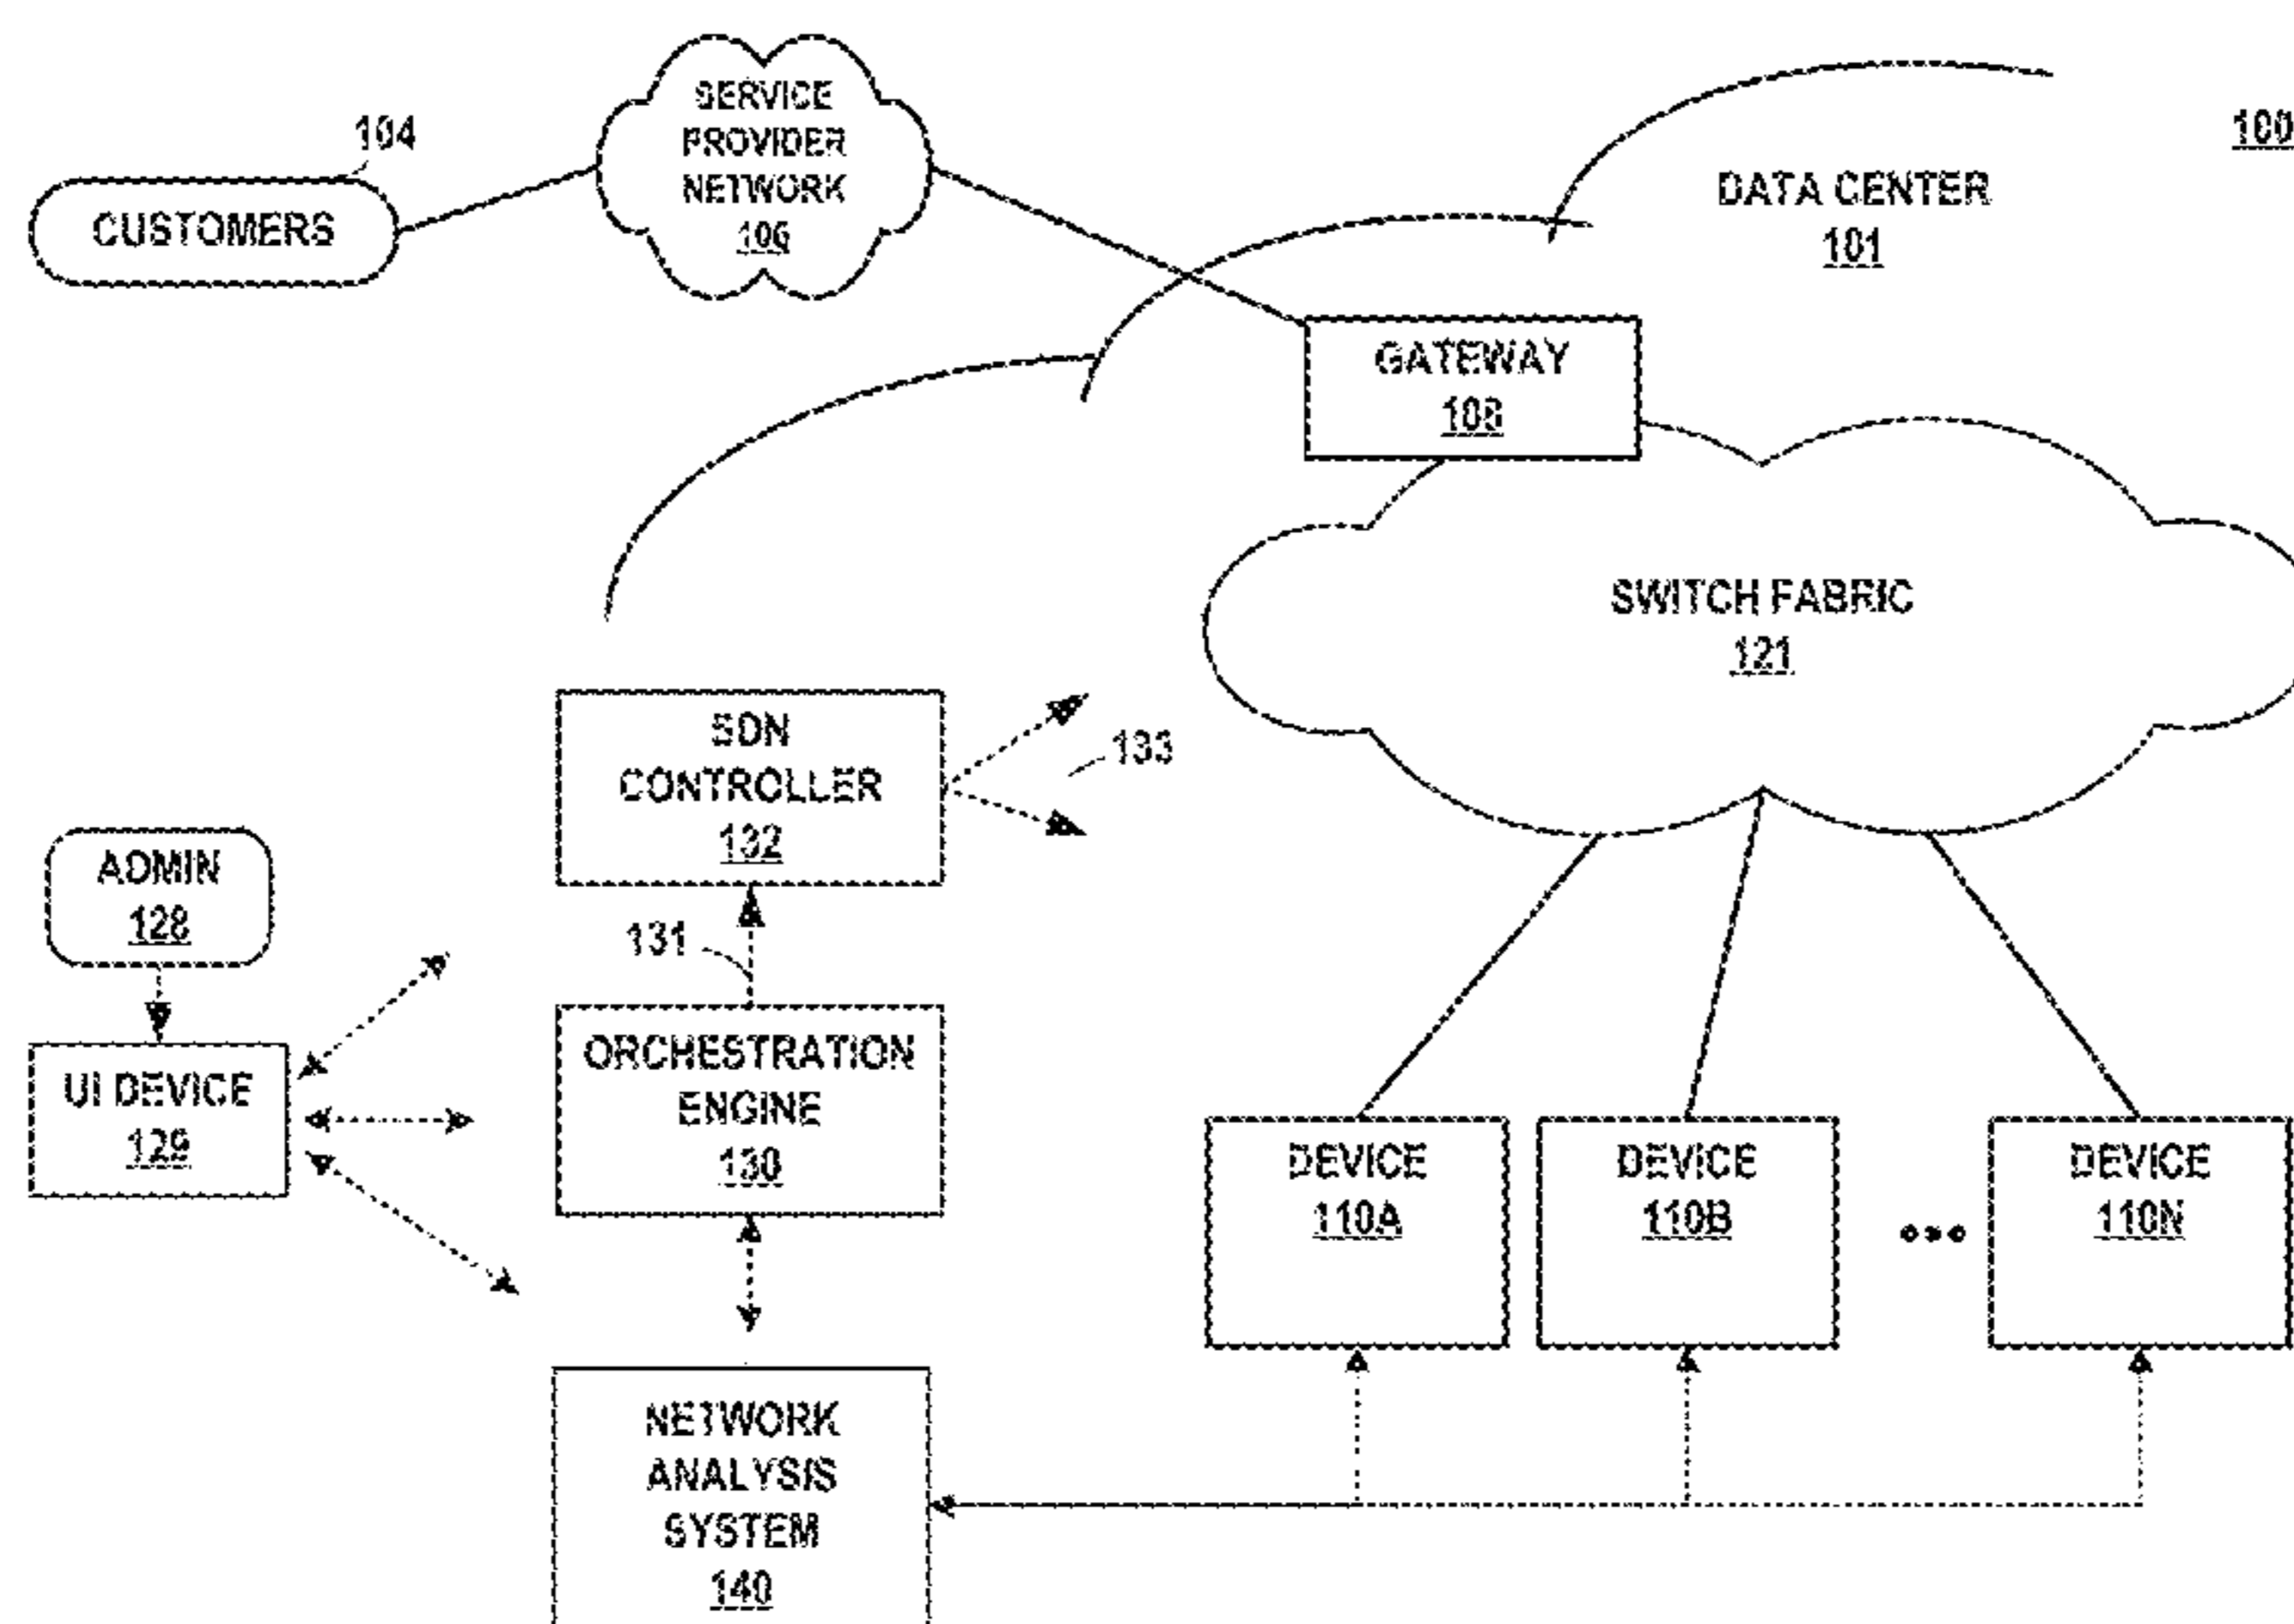 SERVICE
PROVIDER
NETWORK
106
104
CUSTOMERS
100
DATA CENTER
101
GATEWAY
108
SWITCH FABRIC
121
SDN
CONTROLLER
132
133
ADMIN
128
131
UI DEVICE
129
ORCHESTRATION
ENGINE
130
DEVICE
110A
DEVICE
110B
DEVICE
110N
NETWORK
ANALYSIS
SYSTEM
140